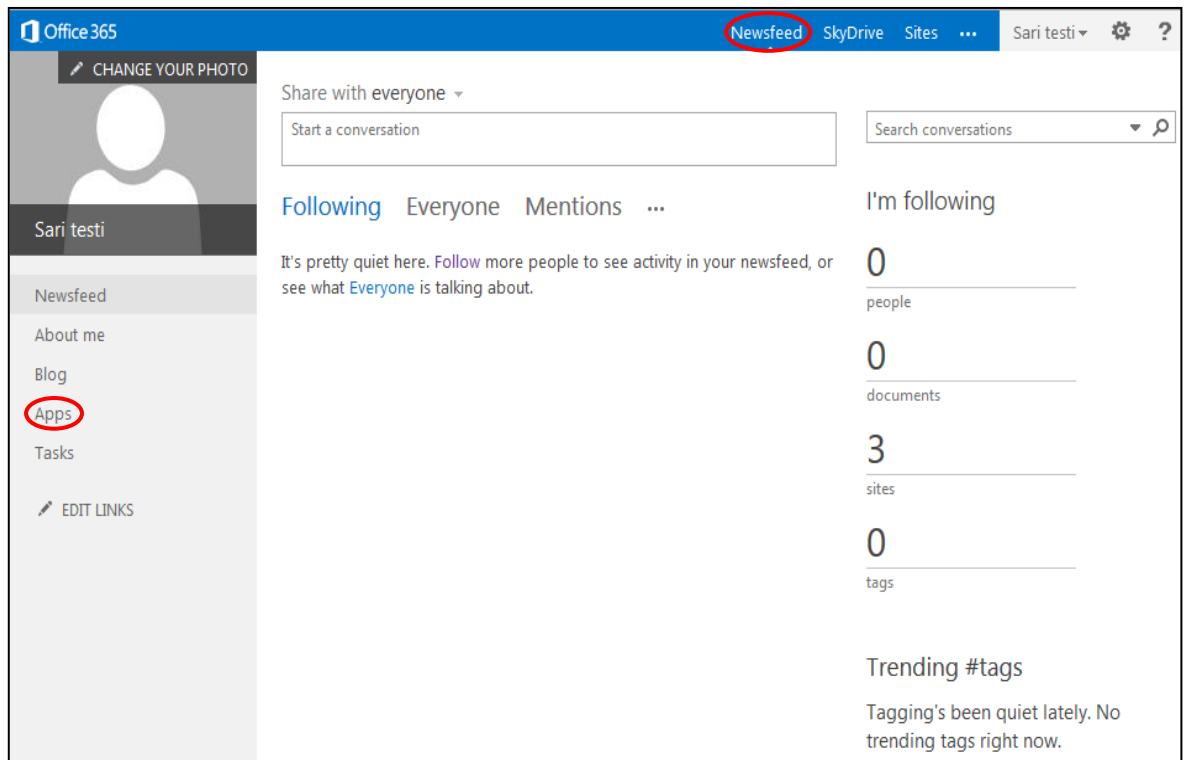 Office 365
Newsfeed SkyDrive Sites ... Sari testi ?
CHANGE YOUR PHOTO
Sari testi
Newsfeed
About me
Blog
Apps
Tasks
EDIT LINKS
Share with everyone
Start a conversation
Following Everyone Mentions ...
It's pretty quiet here. Follow more people to see activity in your newsfeed, or
see what Everyone is talking about.
Search conversations
I'm following
0
people
0
documents
3
sites
0
tags
Trending #tags
Tagging's been quiet lately. No
trending tags right now.